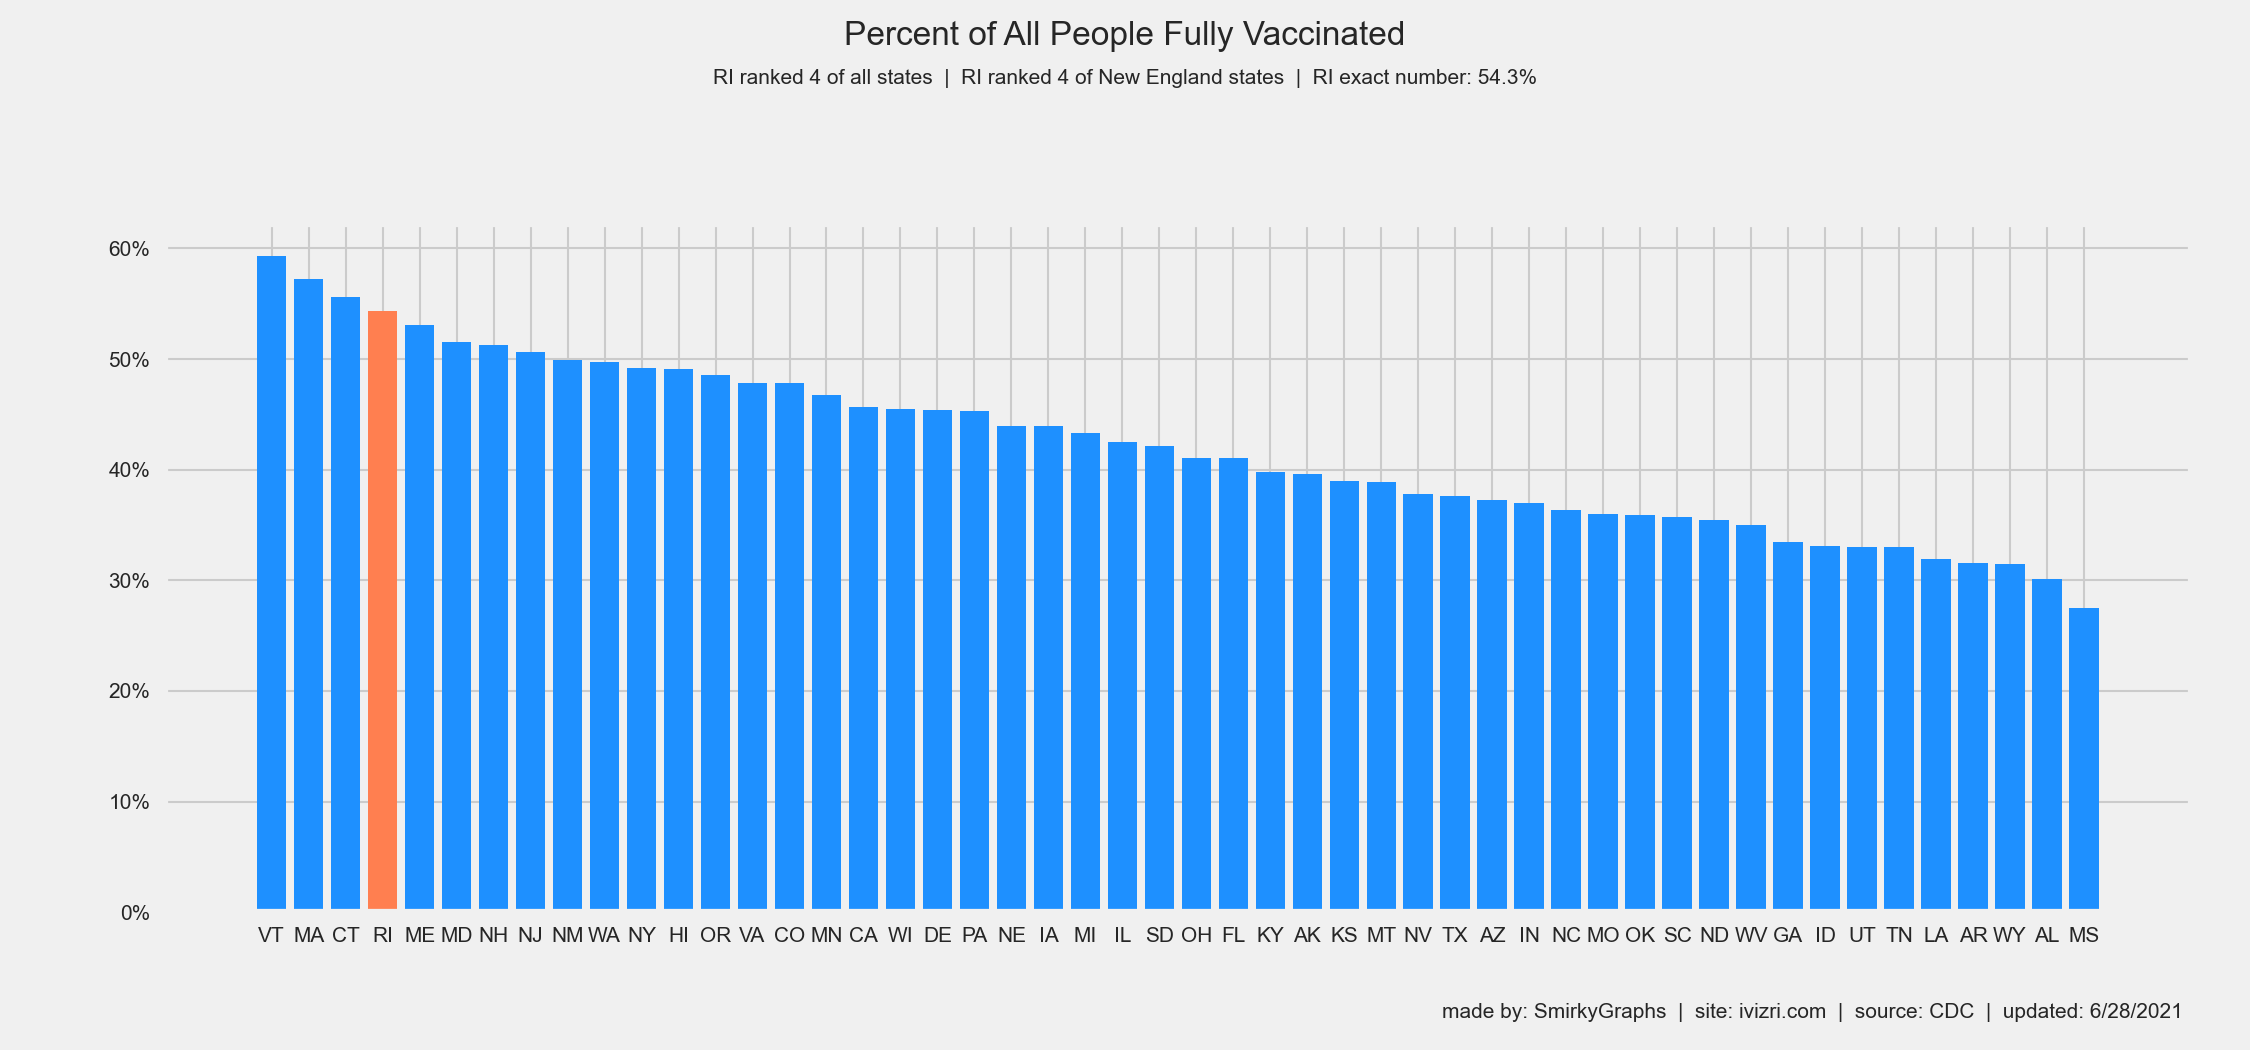 Percent of All People Fully Vaccinated
RI ranked 4 of all states | RI ranked 4 of New England states | RI exact number: 54.3%
60%
50%
40%
30%
20%
10%
0%
VT MA CT RI ME MD NH NJ NM WA NY HI OR VA CO MN CA WI DE PA NE IA MI IL SD OH FL KY AK KS MT NV TX AZ IN NC MO OK SC ND WV GA ID UT TN LA AR WY AL MS
made by: SmirkyGraphs | site: ivizri.com | source: CDC | updated: 6/28/2021